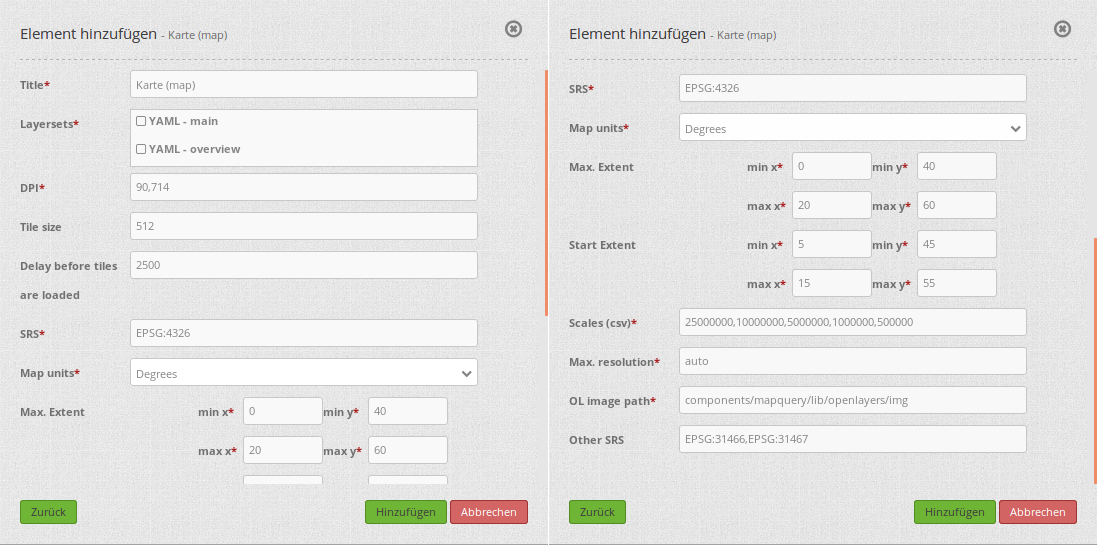 Element hinzufügen - Karte (map)
Title* Karte (map)
Layersets* YAML - main
YAML - overview
DPI* 90,714
Tile size 512
Delay before tiles 2500
are loaded
SRS* EPSG:4326
Map units* Degrees
Max. Extent min x* 0 min y* 40
max x* 20 max y* 60
Zurück Hinzufügen Abbrechen
Element hinzufügen - Karte (map)
SRS* EPSG:4326
Map units* Degrees
Max. Extent min x* 0 min y* 40
max x* 20 max y* 60
Start Extent min x* 5 min y* 45
max x* 15 max y* 55
Scales (csv)* 25000000,10000000,5000000,1000000,500000
Max. resolution* auto
OL image path* components/mapquery/lib/openlayers/img
Other SRS EPSG:31466,EPSG:31467
Zurück Hinzufügen Abbrechen